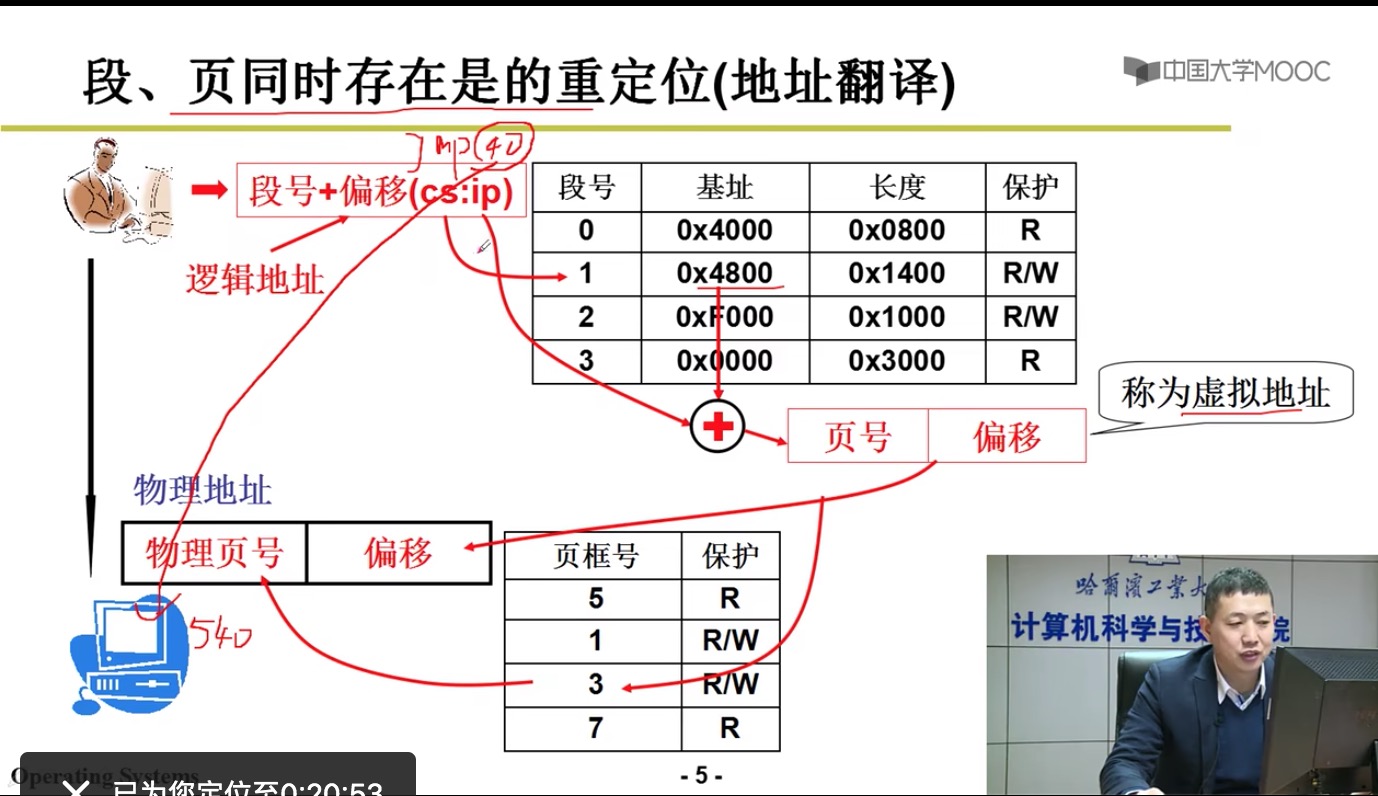 段、页同时存在是的重定位(地址翻译)
中国大学MOOC
jmp 40
段号+偏移(cs:ip)
逻辑地址
段号 基址 长度 保护
0 0x4000 0x0800 R
1 0x4800 0x1400 R/W
2 0xF000 0x1000 R/W
3 0x0000 0x3000 R
称为虚拟地址
页号 偏移
物理地址
物理页号 偏移
页框号 保护
5 R
1 R/W
3 R/W
7 R
540
哈爾濱工業大
计算机科学与技 院
Operating Systems
已为您定位至0:20:53
- 5 -